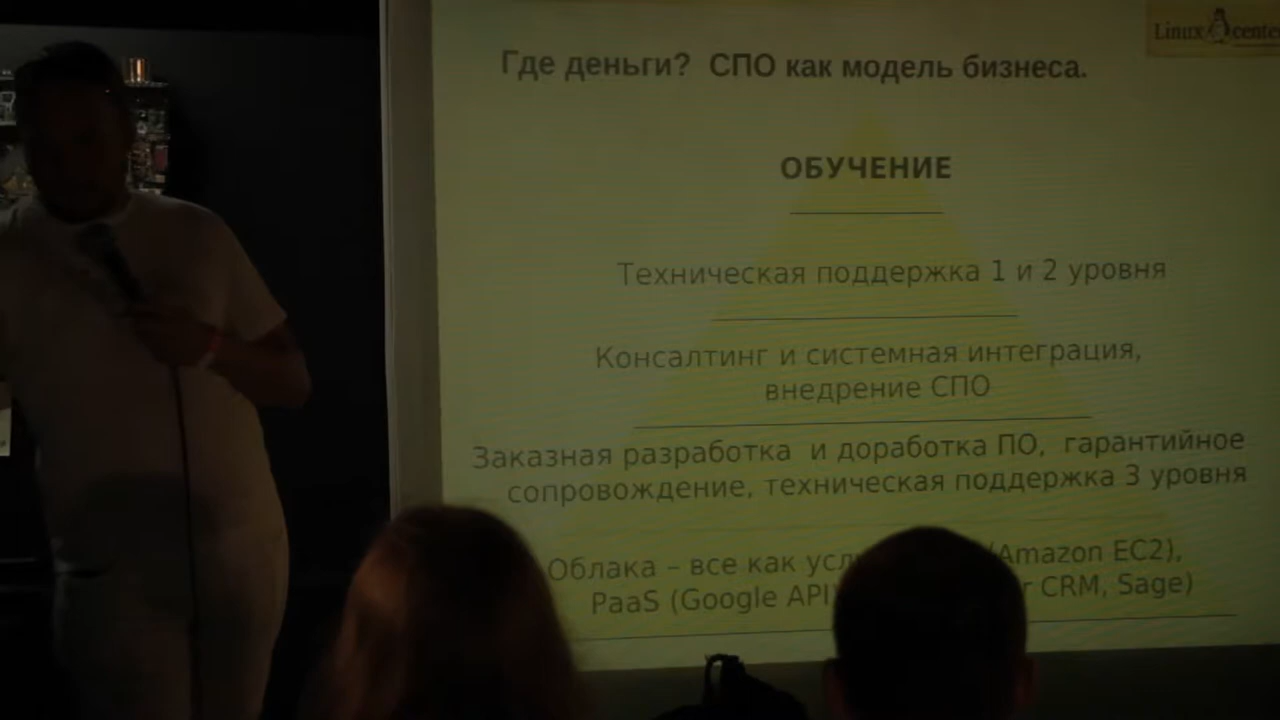 Linux cente
Где деньги? СПО как модель бизнеса.
ОБУЧЕНИЕ
Техническая поддержка 1 и 2 уровня
Консалтинг и системная интеграция,
внедрение СПО
Заказная разработка и доработка ПО, гарантийное
сопровождение, техническая поддержка 3 уровня
Облака – все как (Amazon EC2),
PaaS (Google API) CRM, Sage)